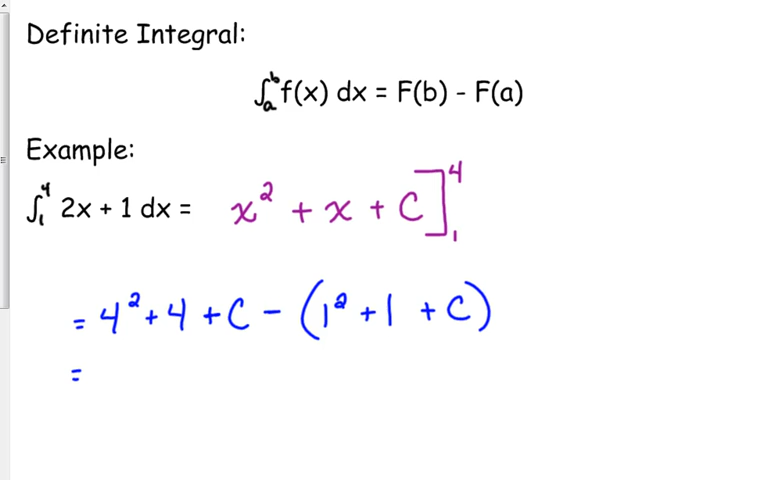 Definite Integral:
∫ₐᵇ f(x) dx = F(b) - F(a)
Example:
∫₁⁴ 2x + 1 dx = x² + x + C]₁⁴
= 4² + 4 + C - (1² + 1 + C)
=